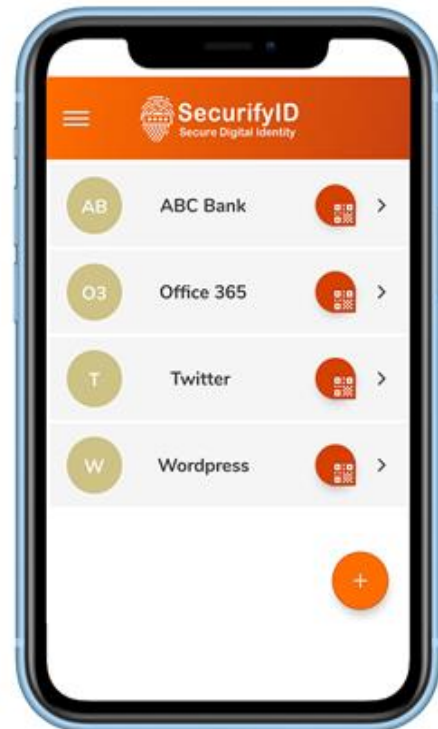 SecurifyID
Secure Digital Identity
AB ABC Bank
O3 Office 365
T Twitter
W Wordpress
+